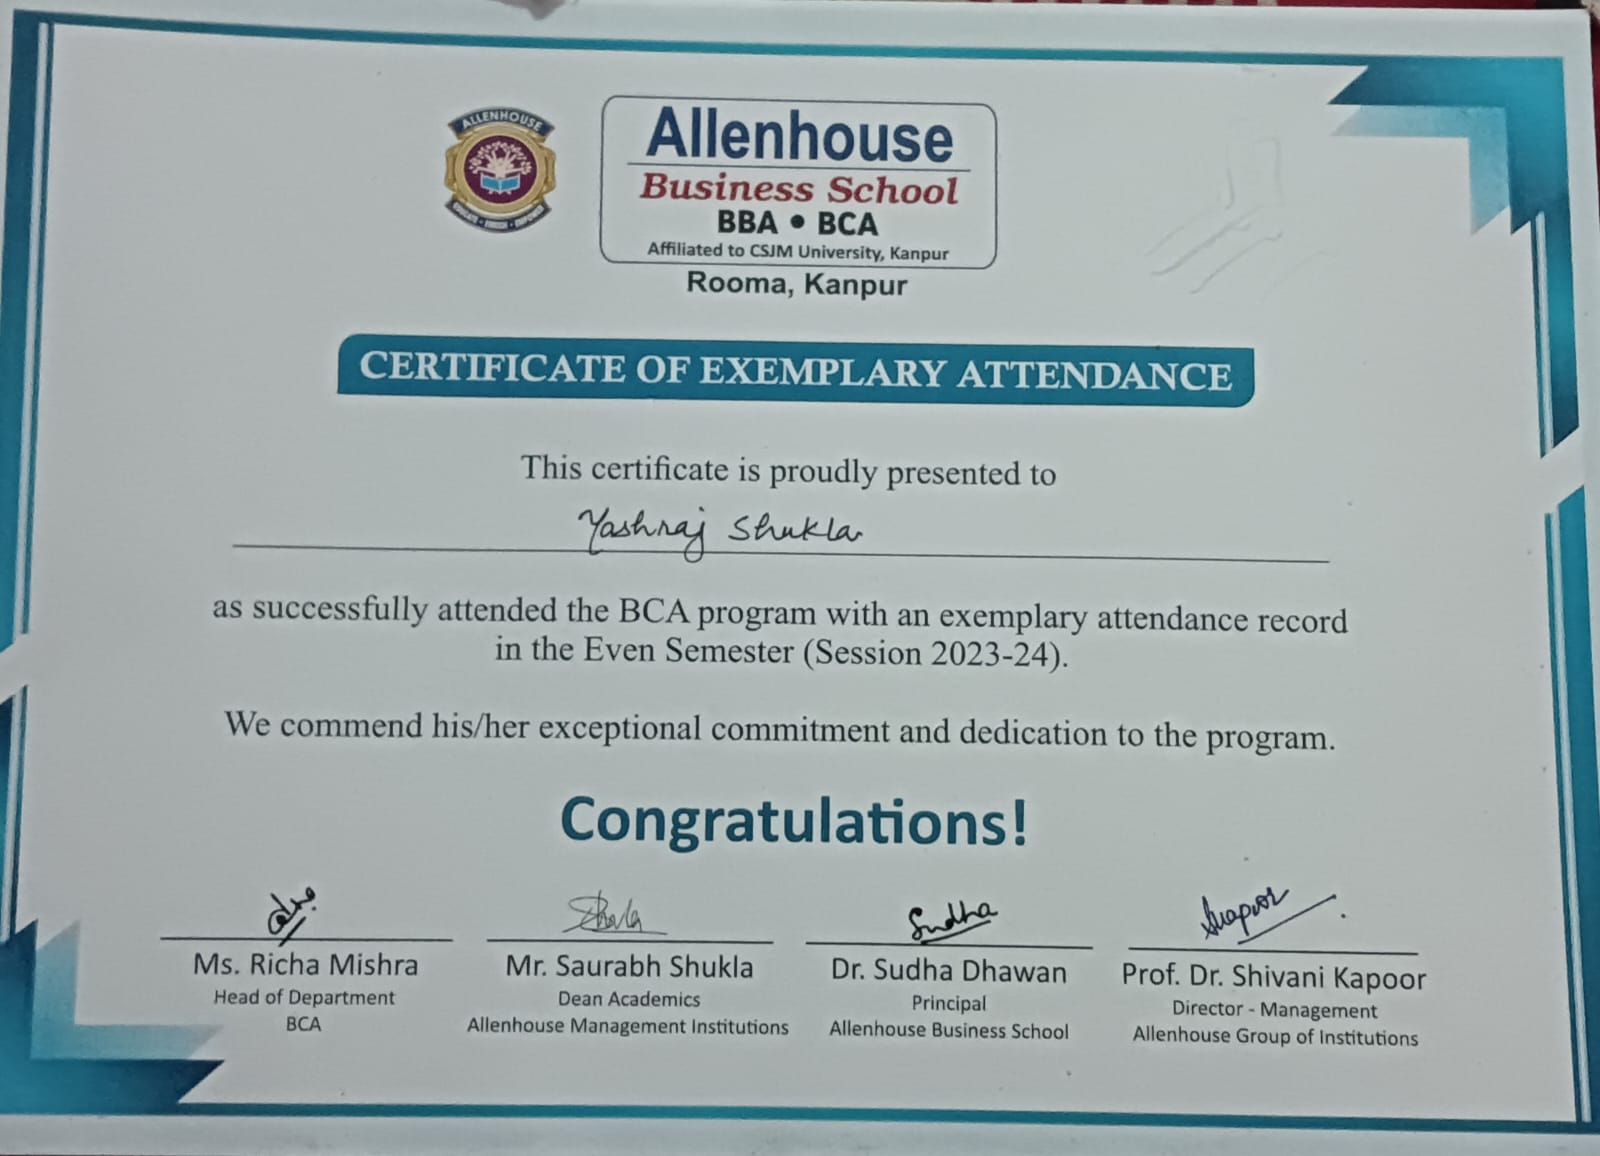 ALLENHOUSE
EDUCATE • ENRICH • EMPOWER
Allenhouse
Business School
BBA • BCA
Affiliated to CSJM University, Kanpur
Rooma, Kanpur
CERTIFICATE OF EXEMPLARY ATTENDANCE
This certificate is proudly presented to
Yashraj Shukla
as successfully attended the BCA program with an exemplary attendance record
in the Even Semester (Session 2023-24).
We commend his/her exceptional commitment and dedication to the program.
Congratulations!
Sudha
SKapoor
Ms. Richa Mishra
Head of Department
BCA
Mr. Saurabh Shukla
Dean Academics
Allenhouse Management Institutions
Dr. Sudha Dhawan
Principal
Allenhouse Business School
Prof. Dr. Shivani Kapoor
Director - Management
Allenhouse Group of Institutions